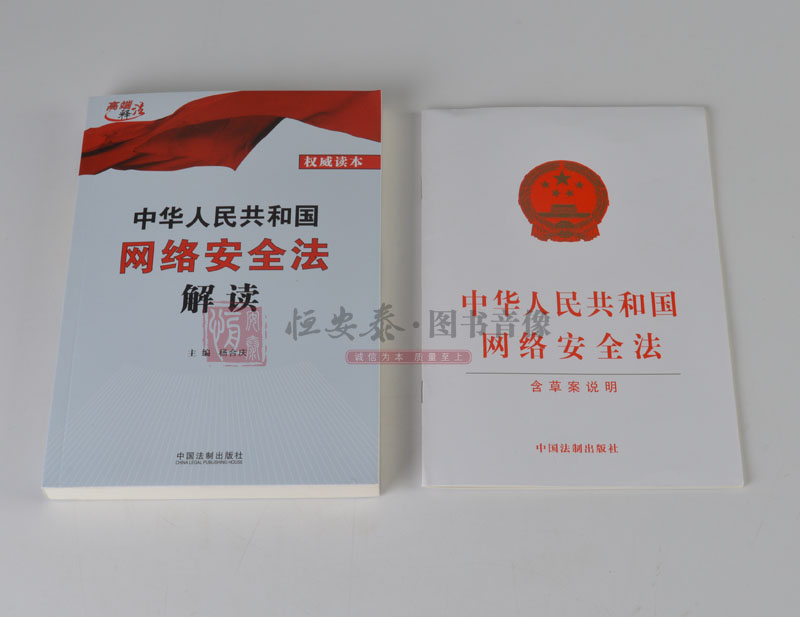 高端
释法
权威读本
中华人民共和国
网络安全法
解读
主编 杨合庆
中国法制出版社
CHINA LEGAL PUBLISHING HOUSE
中华人民共和国
网络安全法
含草案说明
中国法制出版社
恒安泰·图书音像
诚信为本 质量至上